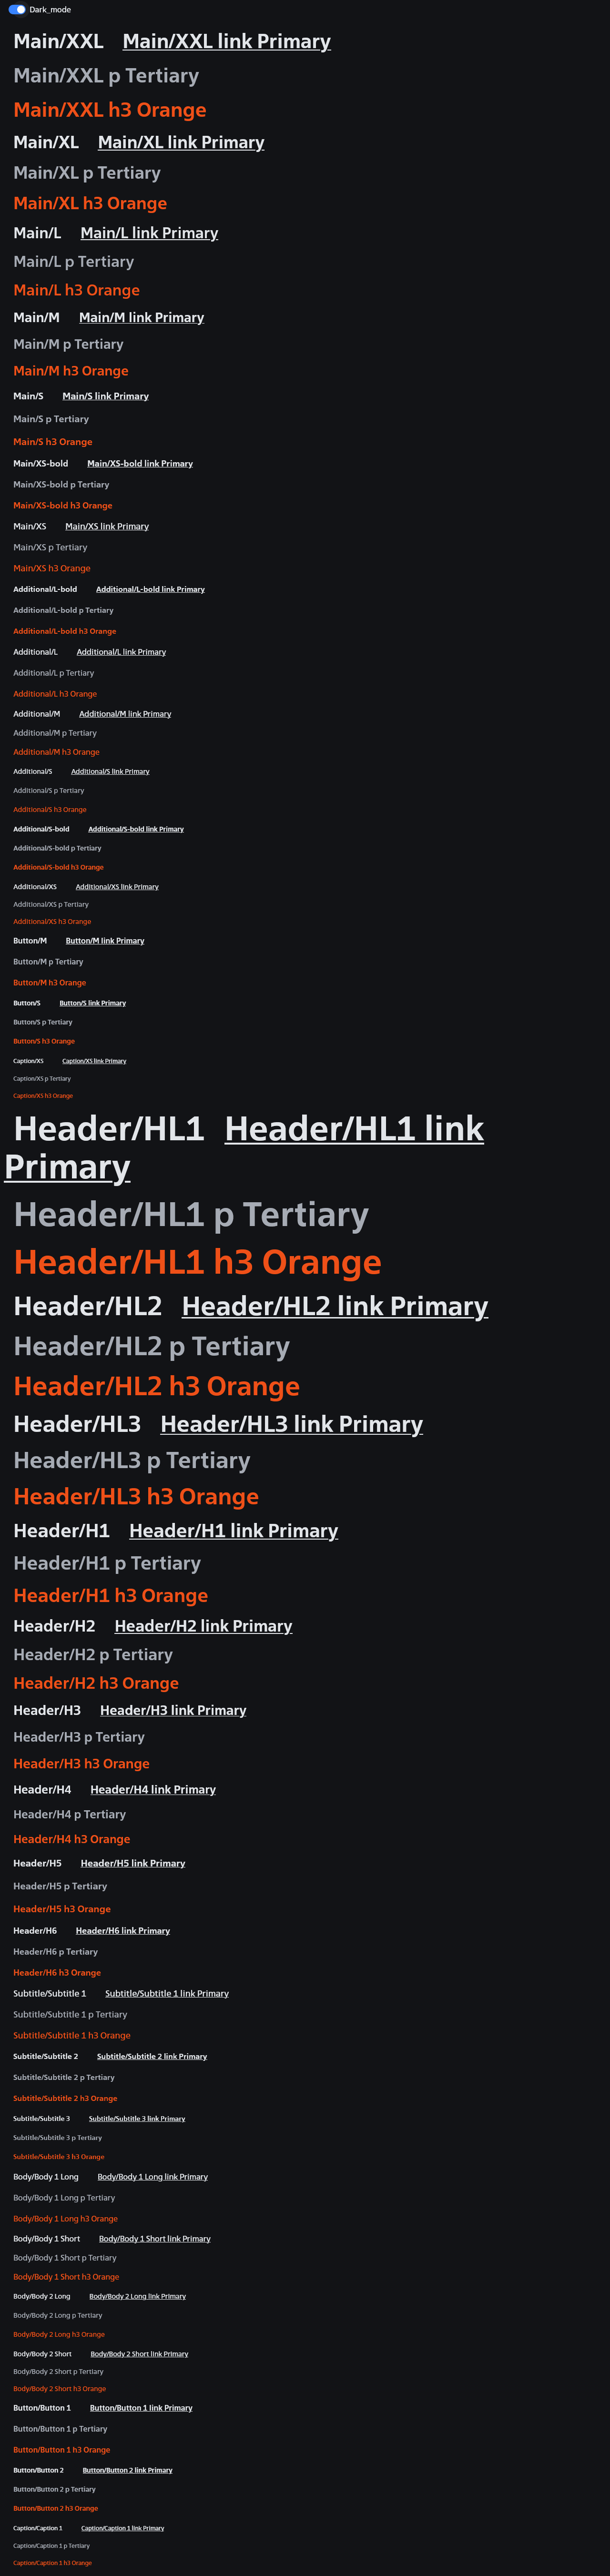 Dark_mode
Main/XXL Main/XXL link Primary
Main/XXL p Tertiary
Main/XXL h3 Orange
Main/XL Main/XL link Primary
Main/XL p Tertiary
Main/XL h3 Orange
Main/L Main/L link Primary
Main/L p Tertiary
Main/L h3 Orange
Main/M Main/M link Primary
Main/M p Tertiary
Main/M h3 Orange
Main/S Main/S link Primary
Main/S p Tertiary
Main/S h3 Orange
Main/XS-bold Main/XS-bold link Primary
Main/XS-bold p Tertiary
Main/XS-bold h3 Orange
Main/XS Main/XS link Primary
Main/XS p Tertiary
Main/XS h3 Orange
Additional/L-bold Additional/L-bold link Primary
Additional/L-bold p Tertiary
Additional/L-bold h3 Orange
Additional/L Additional/L link Primary
Additional/L p Tertiary
Additional/L h3 Orange
Additional/M Additional/M link Primary
Additional/M p Tertiary
Additional/M h3 Orange
Additional/S Additional/S link Primary
Additional/S p Tertiary
Additional/S h3 Orange
Additional/S-bold Additional/S-bold link Primary
Additional/S-bold p Tertiary
Additional/S-bold h3 Orange
Additional/XS Additional/XS link Primary
Additional/XS p Tertiary
Additional/XS h3 Orange
Button/M Button/M link Primary
Button/M p Tertiary
Button/M h3 Orange
Button/S Button/S link Primary
Button/S p Tertiary
Button/S h3 Orange
Caption/XS Caption/XS link Primary
Caption/XS p Tertiary
Caption/XS h3 Orange
Header/HL1 Header/HL1 link
Primary
Header/HL1 p Tertiary
Header/HL1 h3 Orange
Header/HL2 Header/HL2 link Primary
Header/HL2 p Tertiary
Header/HL2 h3 Orange
Header/HL3 Header/HL3 link Primary
Header/HL3 p Tertiary
Header/HL3 h3 Orange
Header/H1 Header/H1 link Primary
Header/H1 p Tertiary
Header/H1 h3 Orange
Header/H2 Header/H2 link Primary
Header/H2 p Tertiary
Header/H2 h3 Orange
Header/H3 Header/H3 link Primary
Header/H3 p Tertiary
Header/H3 h3 Orange
Header/H4 Header/H4 link Primary
Header/H4 p Tertiary
Header/H4 h3 Orange
Header/H5 Header/H5 link Primary
Header/H5 p Tertiary
Header/H5 h3 Orange
Header/H6 Header/H6 link Primary
Header/H6 p Tertiary
Header/H6 h3 Orange
Subtitle/Subtitle 1 Subtitle/Subtitle 1 link Primary
Subtitle/Subtitle 1 p Tertiary
Subtitle/Subtitle 1 h3 Orange
Subtitle/Subtitle 2 Subtitle/Subtitle 2 link Primary
Subtitle/Subtitle 2 p Tertiary
Subtitle/Subtitle 2 h3 Orange
Subtitle/Subtitle 3 Subtitle/Subtitle 3 link Primary
Subtitle/Subtitle 3 p Tertiary
Subtitle/Subtitle 3 h3 Orange
Body/Body 1 Long Body/Body 1 Long link Primary
Body/Body 1 Long p Tertiary
Body/Body 1 Long h3 Orange
Body/Body 1 Short Body/Body 1 Short link Primary
Body/Body 1 Short p Tertiary
Body/Body 1 Short h3 Orange
Body/Body 2 Long Body/Body 2 Long link Primary
Body/Body 2 Long p Tertiary
Body/Body 2 Long h3 Orange
Body/Body 2 Short Body/Body 2 Short link Primary
Body/Body 2 Short p Tertiary
Body/Body 2 Short h3 Orange
Button/Button 1 Button/Button 1 link Primary
Button/Button 1 p Tertiary
Button/Button 1 h3 Orange
Button/Button 2 Button/Button 2 link Primary
Button/Button 2 p Tertiary
Button/Button 2 h3 Orange
Caption/Caption 1 Caption/Caption 1 link Primary
Caption/Caption 1 p Tertiary
Caption/Caption 1 h3 Orange